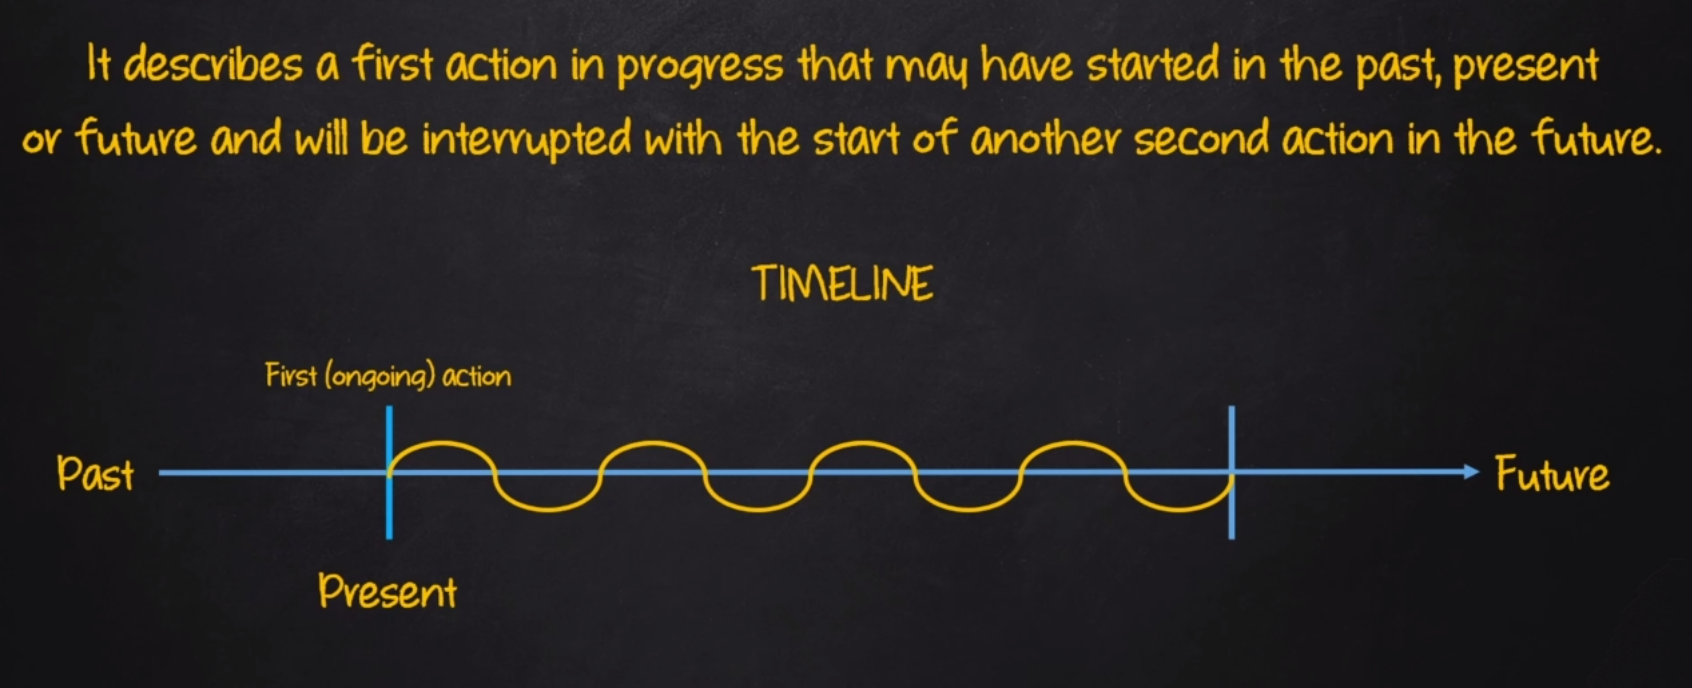 It describes a first action in progress that may have started in the past, present
or future and will be interrupted with the start of another second action in the future.
TIMELINE
First (ongoing) action
Past
Future
Present